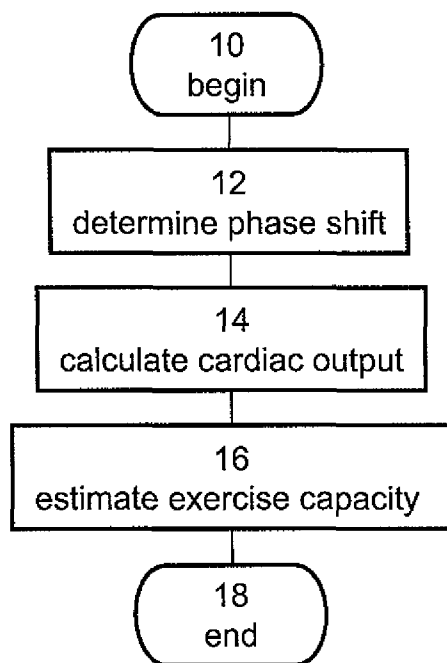 10
begin
12
determine phase shift
14
calculate cardiac output
16
estimate exercise capacity
18
end